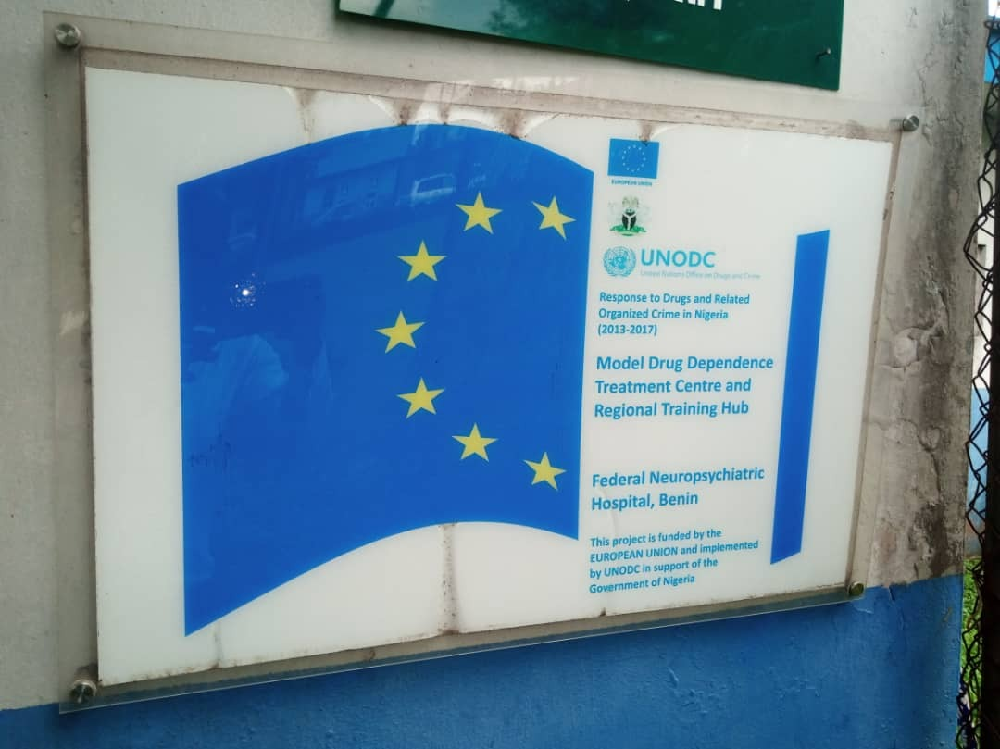 EUROPEAN UNION
UNODC
United Nations Office on Drugs and Crime
Response to Drugs and Related
Organized Crime in Nigeria
(2013-2017)
Model Drug Dependence
Treatment Centre and
Regional Training Hub
Federal Neuropsychiatric
Hospital, Benin
This project is funded by the
EUROPEAN UNION and implemented
by UNODC in support of the
Government of Nigeria